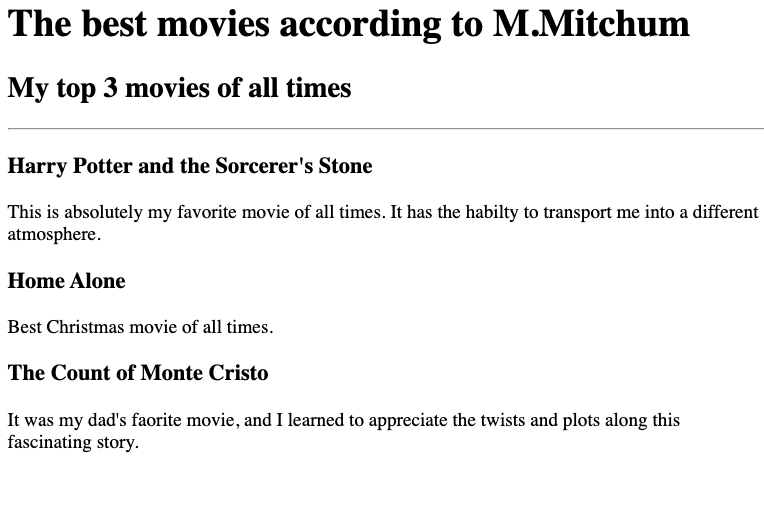 The best movies according to M.Mitchum
My top 3 movies of all times
Harry Potter and the Sorcerer's Stone
This is absolutely my favorite movie of all times. It has the habilty to transport me into a different
atmosphere.
Home Alone
Best Christmas movie of all times.
The Count of Monte Cristo
It was my dad's faorite movie, and I learned to appreciate the twists and plots along this
fascinating story.